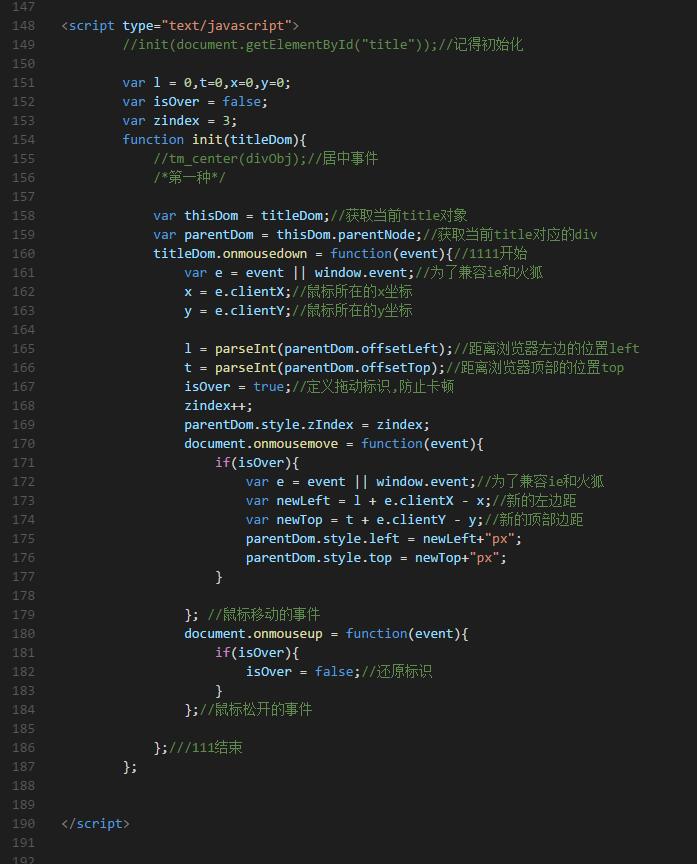 147
148 <script type="text/javascript">
149 //init(document.getElementById("title"));//记得初始化
150
151 var l = 0,t=0,x=0,y=0;
152 var isOver = false;
153 var zindex = 3;
154 function init(titleDom){
155 //tm_center(divObj);//居中事件
156 /*第一种*/
157
158 var thisDom = titleDom;//获取当前title对象
159 var parentDom = thisDom.parentNode;//获取当前title对应的div
160 titleDom.onmousedown = function(event){//1111开始
161 var e = event || window.event;//为了兼容ie和火狐
162 x = e.clientX;//鼠标所在的x坐标
163 y = e.clientY;//鼠标所在的y坐标
164
165 l = parseInt(parentDom.offsetLeft);//距离浏览器左边的位置left
166 t = parseInt(parentDom.offsetTop);//距离浏览器顶部的位置top
167 isOver = true;//定义拖动标识,防止卡顿
168 zindex++;
169 parentDom.style.zIndex = zindex;
170 document.onmousemove = function(event){
171 if(isOver){
172 var e = event || window.event;//为了兼容ie和火狐
173 var newLeft = l + e.clientX - x;//新的左边距
174 var newTop = t + e.clientY - y;//新的顶部边距
175 parentDom.style.left = newLeft+"px";
176 parentDom.style.top = newTop+"px";
177 }
178
179 }; //鼠标移动的事件
180 document.onmouseup = function(event){
181 if(isOver){
182 isOver = false;//还原标识
183 }
184 };//鼠标松开的事件
185
186 };///111结束
187 };
188
189
190 </script>
191
192